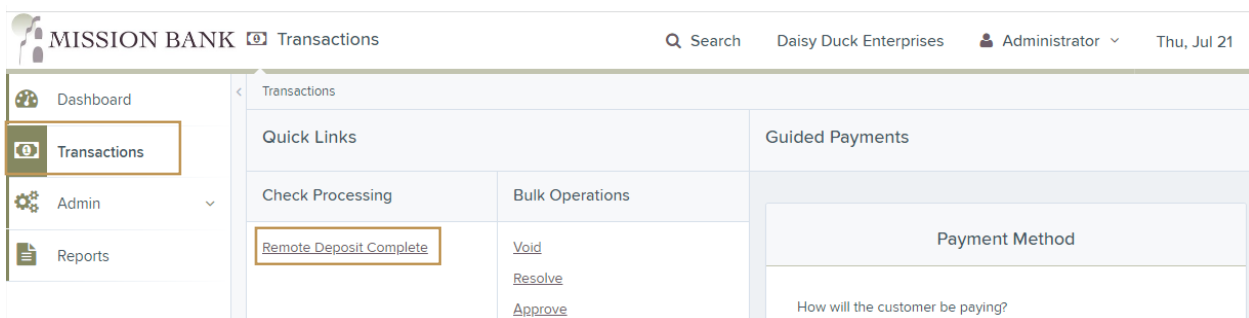 MISSION BANK
Transactions
Search
Daisy Duck Enterprises
Administrator
Thu, Jul 21
Dashboard
Transactions
Admin
Reports
Transactions
Quick Links
Guided Payments
Check Processing
Bulk Operations
Remote Deposit Complete
Void
Resolve
Approve
Payment Method
How will the customer be paying?